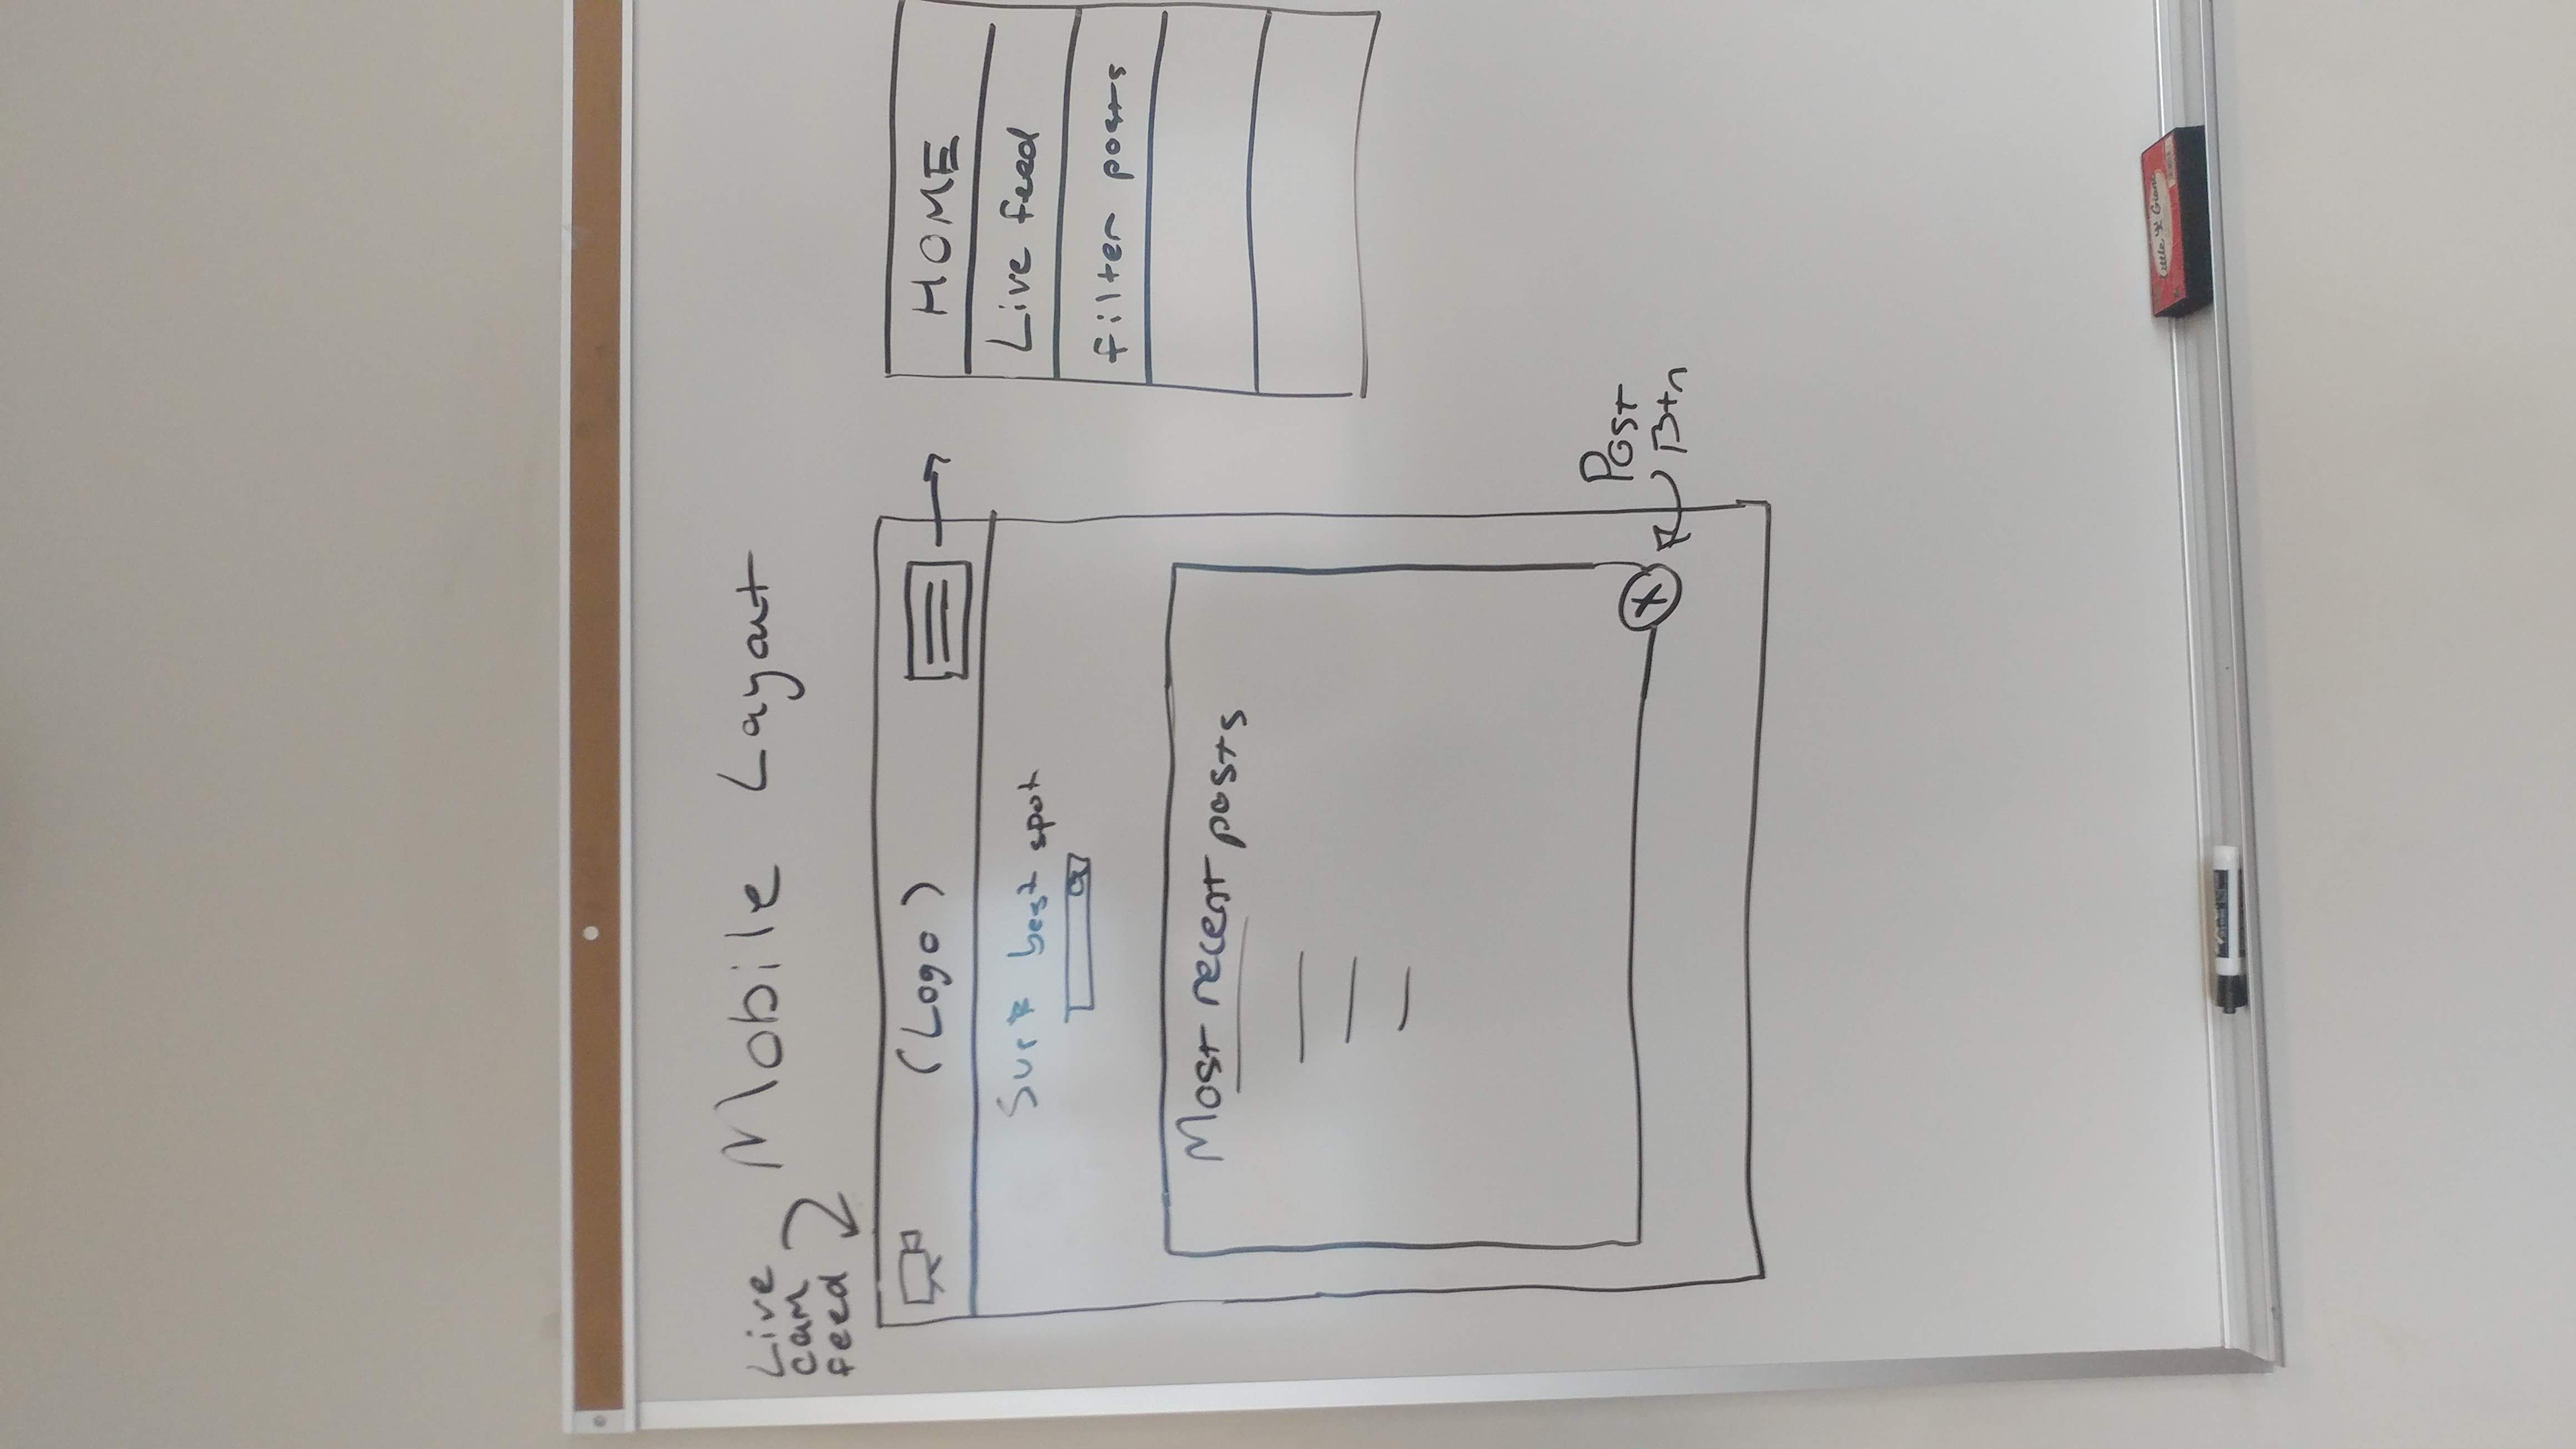 Mobile Layout
Live
cam
feed
(Logo)
best spot
Most recent posts
Post
Btn
HOME
Live feed
filter posts
Little Giant